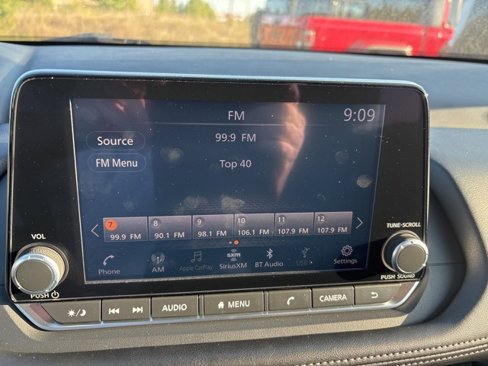 FM
9:09
Source
99.9 FM
FM Menu
Top 40
7 8 9 10 11 12
99.9 FM 90.1 FM 98.1 FM 106.1 FM 107.9 FM 107.9 FM
Phone AM Apple CarPlay SiriusXM BT Audio USB Settings
VOL
TUNE·SCROLL
PUSH
PUSH SOUND
AUDIO MENU CAMERA